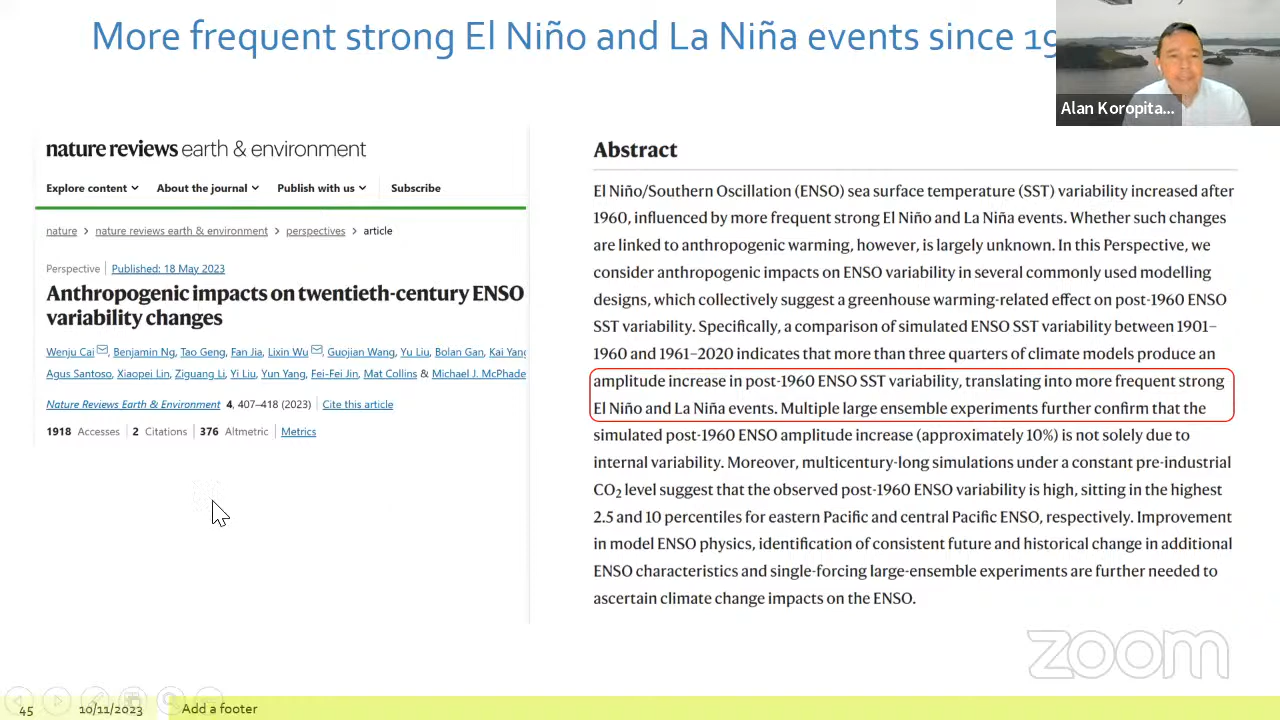 More frequent strong El Niño and La Niña events since 19
Alan Koropita...
nature reviews earth & environment
Explore content
About the journal
Publish with us
Subscribe
nature > nature reviews earth & environment > perspectives > article
Perspective | Published: 18 May 2023
Anthropogenic impacts on twentieth-century ENSO
variability changes
Wenju Cai, Benjamin Ng, Tao Geng, Fan Jia, Lixin Wu, Guojian Wang, Yu Liu, Bolan Gan, Kai Yang
Agus Santoso, Xiaopei Lin, Ziguang Li, Yi Liu, Yun Yang, Fei-Fei Jin, Mat Collins & Michael J. McPhade
Nature Reviews Earth & Environment 4, 407–418 (2023) | Cite this article
1918 Accesses | 2 Citations | 376 Altmetric | Metrics
Abstract
El Niño/Southern Oscillation (ENSO) sea surface temperature (SST) variability increased after
1960, influenced by more frequent strong El Niño and La Niña events. Whether such changes
are linked to anthropogenic warming, however, is largely unknown. In this Perspective, we
consider anthropogenic impacts on ENSO variability in several commonly used modelling
designs, which collectively suggest a greenhouse warming-related effect on post-1960 ENSO
SST variability. Specifically, a comparison of simulated ENSO SST variability between 1901–
1960 and 1961–2020 indicates that more than three quarters of climate models produce an
amplitude increase in post-1960 ENSO SST variability, translating into more frequent strong
El Niño and La Niña events. Multiple large ensemble experiments further confirm that the
simulated post-1960 ENSO amplitude increase (approximately 10%) is not solely due to
internal variability. Moreover, multicentury-long simulations under a constant pre-industrial
CO₂ level suggest that the observed post-1960 ENSO variability is high, sitting in the highest
2.5 and 10 percentiles for eastern Pacific and central Pacific ENSO, respectively. Improvement
in model ENSO physics, identification of consistent future and historical change in additional
ENSO characteristics and single-forcing large-ensemble experiments are further needed to
ascertain climate change impacts on the ENSO.
zoom
45
10/11/2023
Add a footer